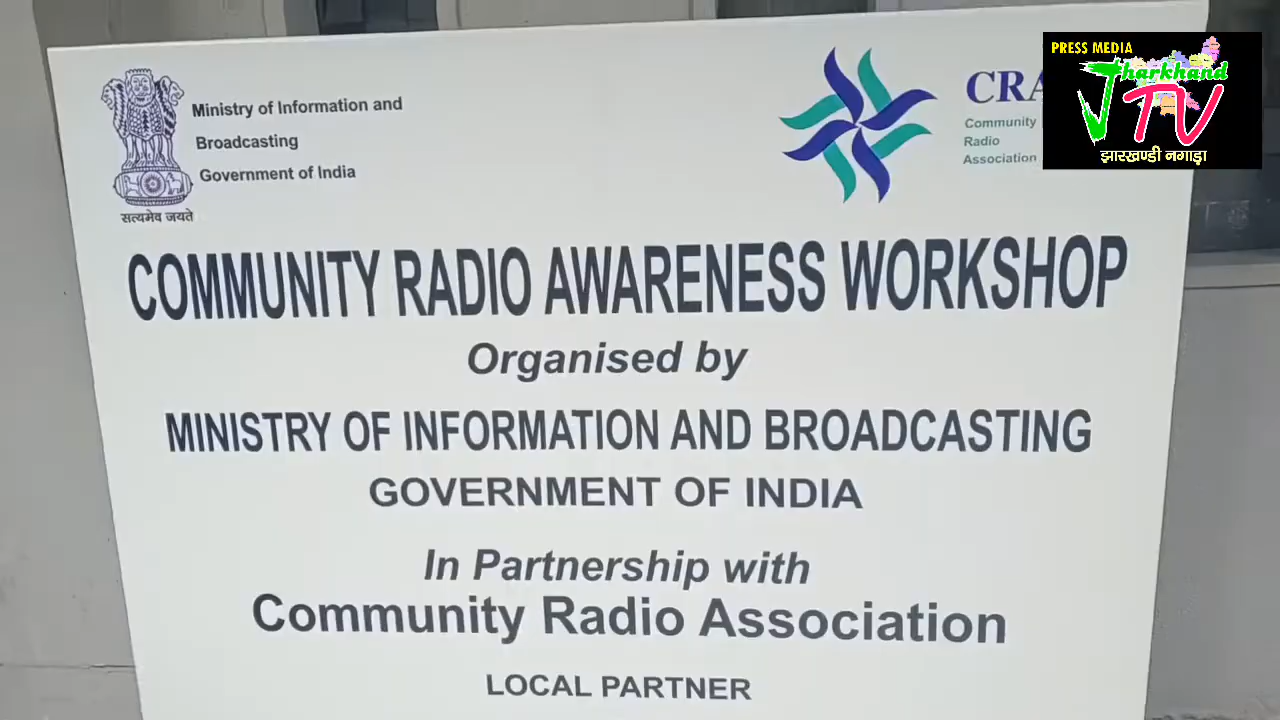 Ministry of Information and
Broadcasting
Government of India
सत्यमेव जयते
Community
Radio
Association
PRESS MEDIA
Jharkhand
TV
झारखण्डी नगाड़ा
COMMUNITY RADIO AWARENESS WORKSHOP
Organised by
MINISTRY OF INFORMATION AND BROADCASTING
GOVERNMENT OF INDIA
In Partnership with
Community Radio Association
LOCAL PARTNER